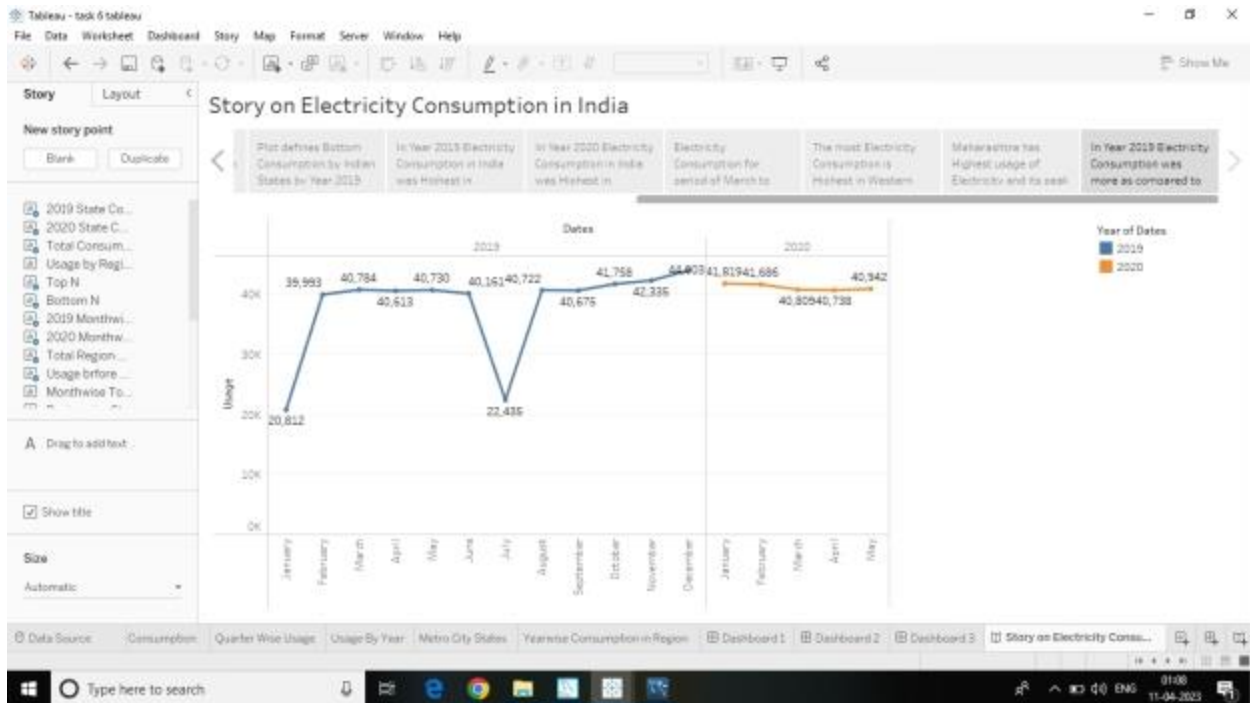 Tableau - task 6 tableau
File Data Worksheet Dashboard Story Map Format Server Window Help
Show Me
Story Layout
New story point
Blank Duplicate
2019 State Co...
2020 State C...
Total Consum...
Usage by Regi...
Top N
Bottom N
2019 Monthwi...
2020 Monthw...
Total Region ...
Usage brfore ...
Monthwise To...
A Drag to add text
Show title
Size
Automatic
Story on Electricity Consumption in India
Plot defines Bottom
Consumption by Indian
States by Year 2019
In Year 2019 Electricity
Consumption in India
was Highest in
In Year 2020 Electricity
Consumption in India
was Highest in
Electricity
Consumption for
period of March to
The most Electricity
Consumption is
Highest in Western
Maharashtra has
Highest usage of
Electricity and its peak
In Year 2019 Electricity
Consumption was
more as compared to
Dates
2019 2020
Usage
40K
30K
20K
10K
0K
20,812
39,993
40,784
40,613
40,730
40,161
22,435
40,722
40,675
41,758
42,335
41,819
41,686
40,809
40,738
40,942
January
February
March
April
May
June
July
August
September
October
November
December
January
February
March
April
May
Year of Dates
2019
2020
Data Source Consumption Quarter Wise Usage Usage By Year Metro City States Yearwise Consumption in Region Dashboard 1 Dashboard 2 Dashboard 3 Story on Electricity Consu...
Type here to search
ENG
01:08
11-04-2023